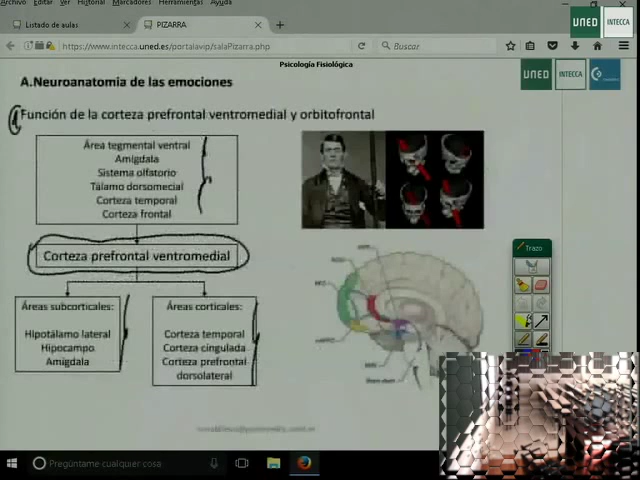 Archivo Editar Ver Historial Marcadores Herramientas Ayuda
Listado de aulas
PIZARRA
https://www.intecca.uned.es/portalavip/salaPizarra.php
Buscar
UNED
INTECCA
Psicología Fisiológica
A.Neuroanatomia de las emociones
UNED
INTECCA
Función de la corteza prefrontal ventromedial y orbitofrontal
Área tegmental ventral
Amígdala
Sistema olfatorio
Tálamo dorsomecial
Corteza temporal
Corteza frontal
Corteza prefrontal ventromedial
Áreas subcorticales:
Hipotálamo lateral
Hipocampo
Amígdala
Áreas corticales:
Corteza temporal
Corteza cingulada
Corteza prefrontal
dorsolateral
Trazo
Pregúntame cualquier cosa